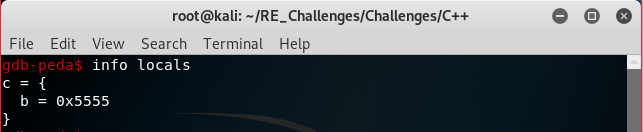 root@kali: ~/RE_Challenges/Challenges/C++
File Edit View Search Terminal Help
gdb-peda$ info locals
c = {
  b = 0x5555
}